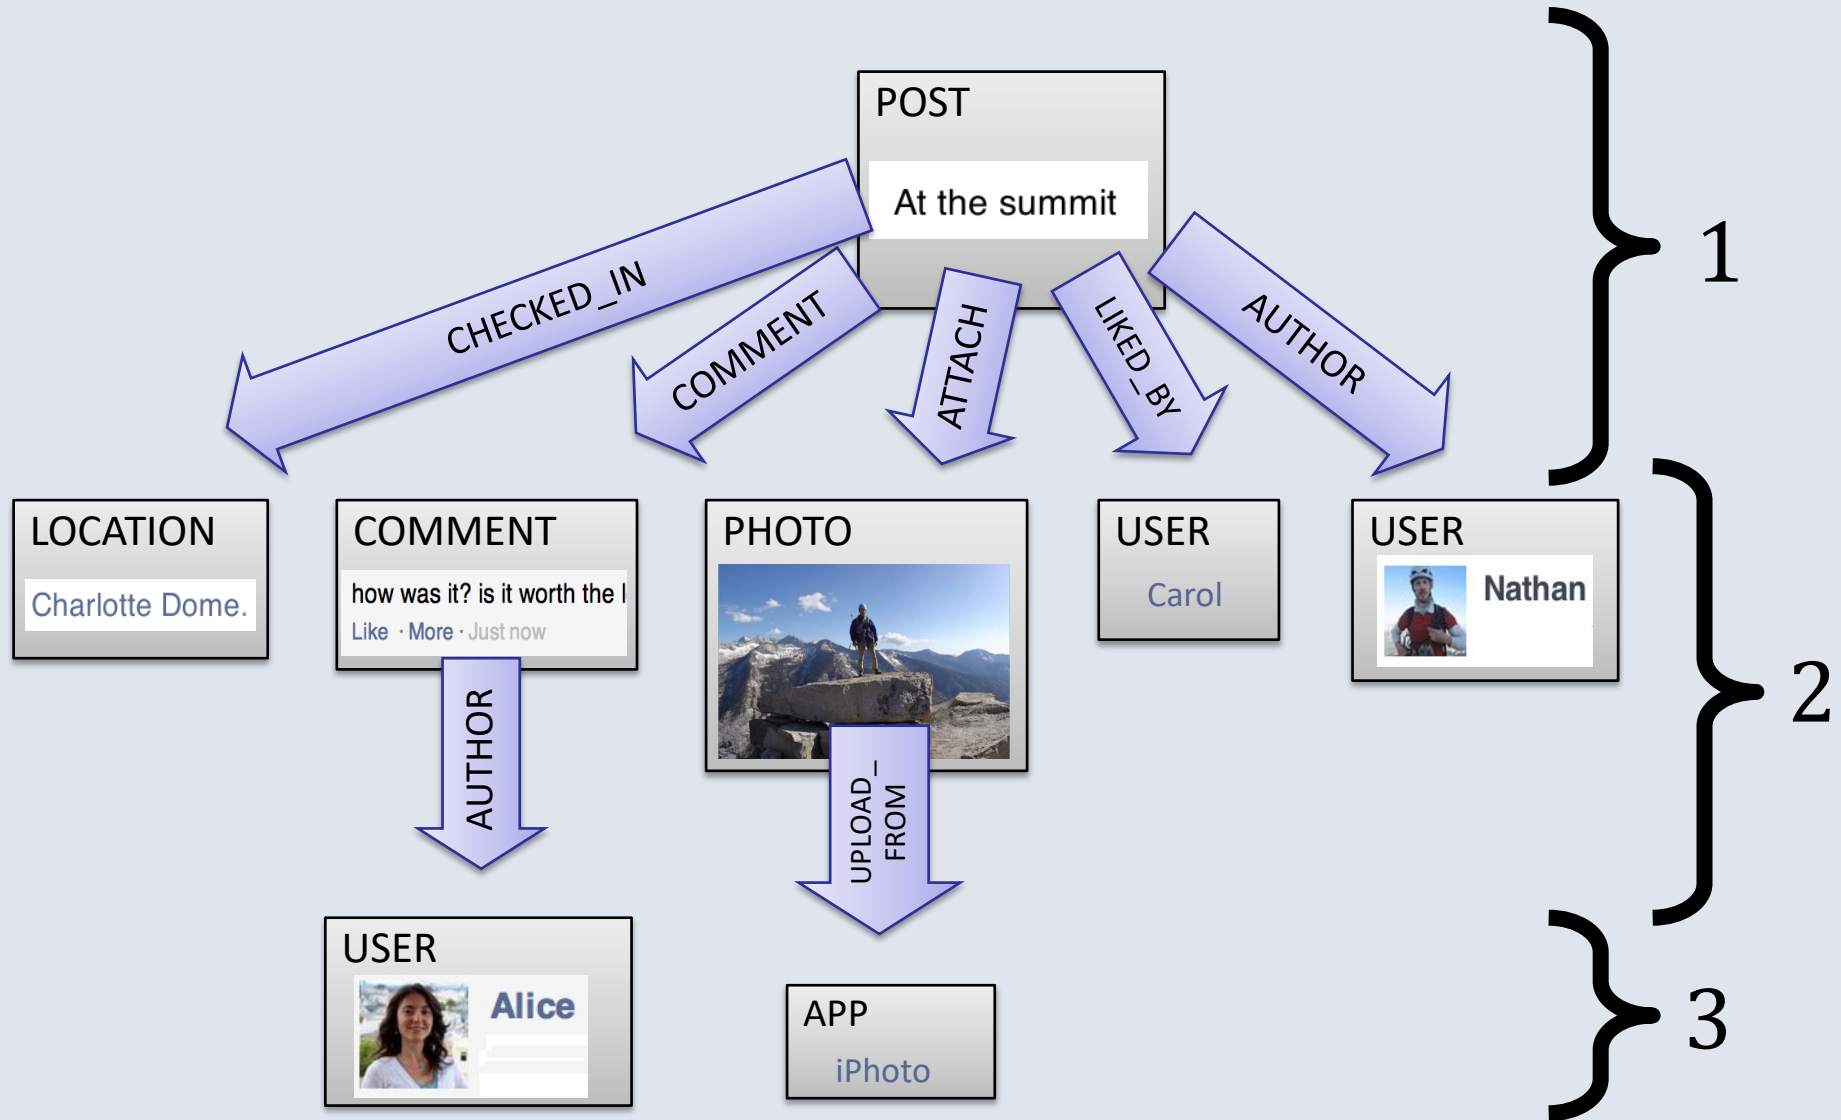 POST
At the summit
CHECKED_IN
COMMENT
ATTACH
LIKED_BY
AUTHOR
1
LOCATION
Charlotte Dome.
COMMENT
how was it? is it worth the
Like · More · Just now
PHOTO
USER
Carol
USER
Nathan
2
AUTHOR
UPLOAD_
FROM
USER
Alice
APP
iPhoto
3